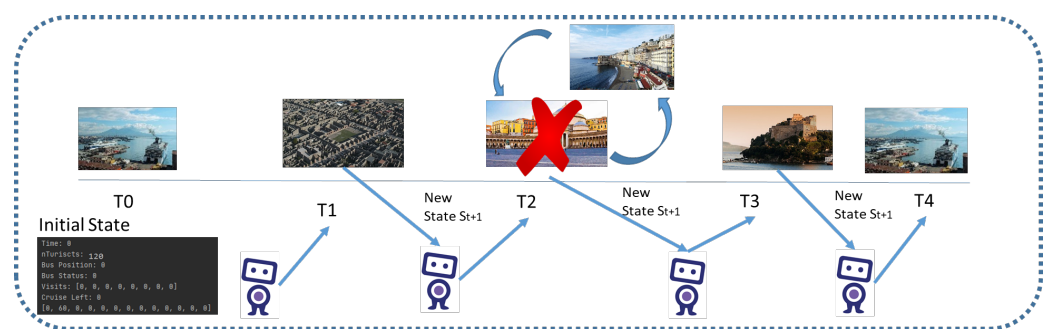 T0
T1
New
State St+1
T2
New
State St+1
T3
New
State St+1
T4
Initial State
Time: 0
nTuriscts: 120
Bus Position: 0
Bus Status: 0
Visits: [0, 0, 0, 0, 0, 0, 0, 0]
Cruise Left: 0
[0, 60, 0, 0, 0, 0, 0, 0, 0, 0, 0, 0, 0]